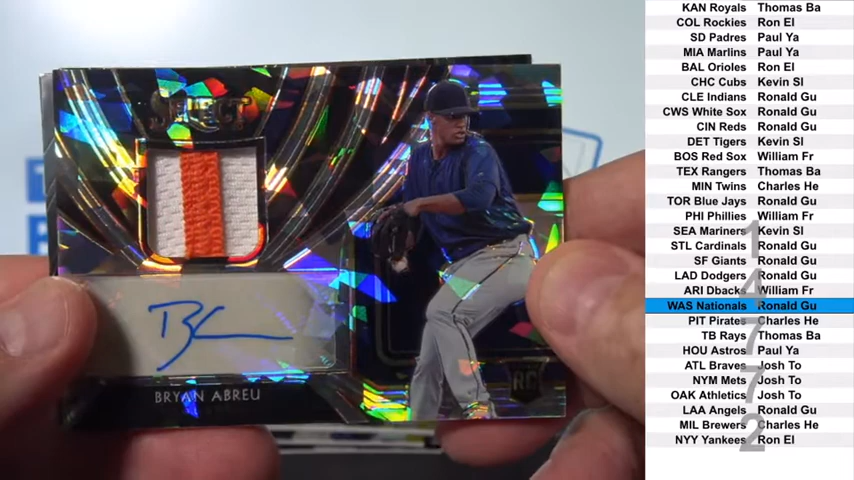 SELECT
BRYAN ABREU
RC
KAN Royals Thomas Ba
COL Rockies Ron El
SD Padres Paul Ya
MIA Marlins Paul Ya
BAL Orioles Ron El
CHC Cubs Kevin Sl
CLE Indians Ronald Gu
CWS White Sox Ronald Gu
CIN Reds Ronald Gu
DET Tigers Kevin Sl
BOS Red Sox William Fr
TEX Rangers Thomas Ba
MIN Twins Charles He
TOR Blue Jays Ronald Gu
PHI Phillies William Fr
SEA Mariners Kevin Sl
STL Cardinals Ronald Gu
SF Giants Ronald Gu
LAD Dodgers Ronald Gu
ARI Dbacks William Fr
WAS Nationals Ronald Gu
PIT Pirates Charles He
TB Rays Thomas Ba
HOU Astros Paul Ya
ATL Braves Josh To
NYM Mets Josh To
OAK Athletics Josh To
LAA Angels Ronald Gu
MIL Brewers Charles He
NYY Yankees Ron El
1
4
7
7
2